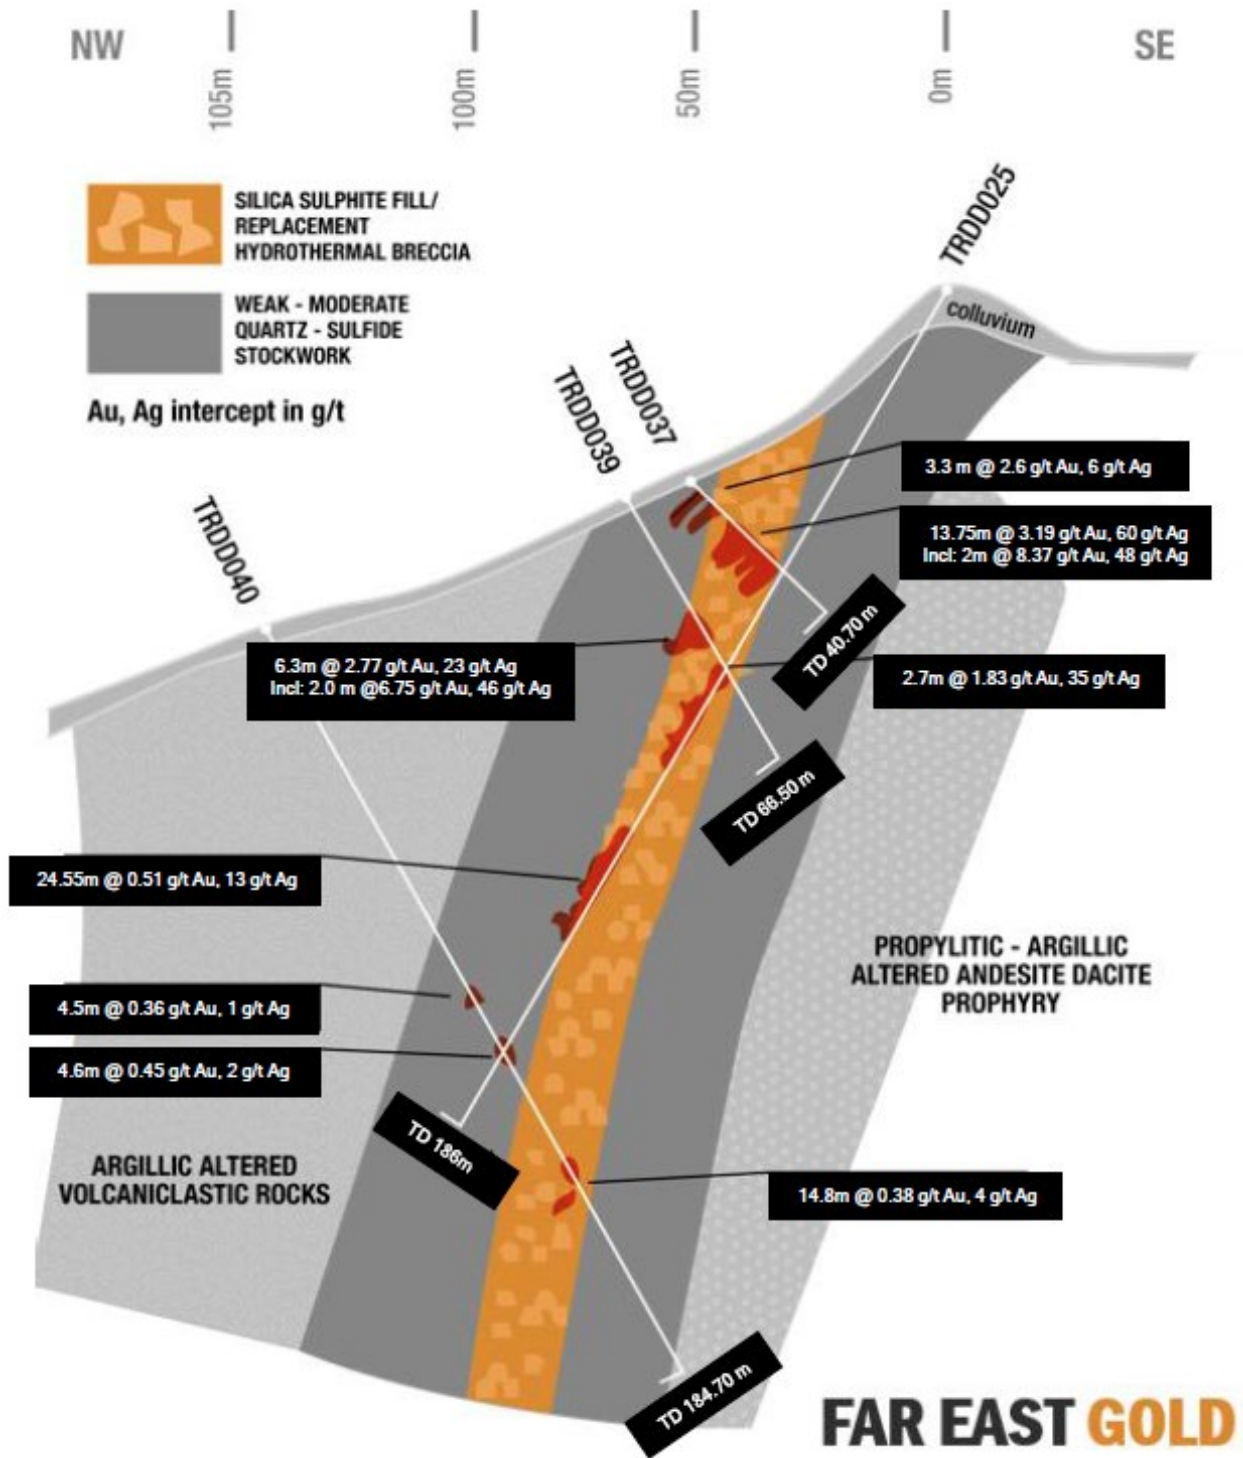 NW
105m
100m
50m
0m
SE
SILICA SULPHITE FILL/
REPLACEMENT
HYDROTHERMAL BRECCIA
WEAK - MODERATE
QUARTZ - SULFIDE
STOCKWORK
Au, Ag intercept in g/t
TRDD025
colluvium
TRDD037
TRDD039
TRDD040
3.3 m @ 2.6 g/t Au, 6 g/t Ag
13.75m @ 3.19 g/t Au, 60 g/t Ag
Incl: 2m @ 8.37 g/t Au, 48 g/t Ag
TD 40.70 m
6.3m @ 2.77 g/t Au, 23 g/t Ag
Incl: 2.0 m @6.75 g/t Au, 46 g/t Ag
2.7m @ 1.83 g/t Au, 35 g/t Ag
TD 66.50 m
24.55m @ 0.51 g/t Au, 13 g/t Ag
PROPYLITIC - ARGILLIC
ALTERED ANDESITE DACITE
PROPHYRY
4.5m @ 0.36 g/t Au, 1 g/t Ag
4.6m @ 0.45 g/t Au, 2 g/t Ag
TD 186m
ARGILLIC ALTERED
VOLCANICLASTIC ROCKS
14.8m @ 0.38 g/t Au, 4 g/t Ag
TD 184.70 m
FAR EAST GOLD